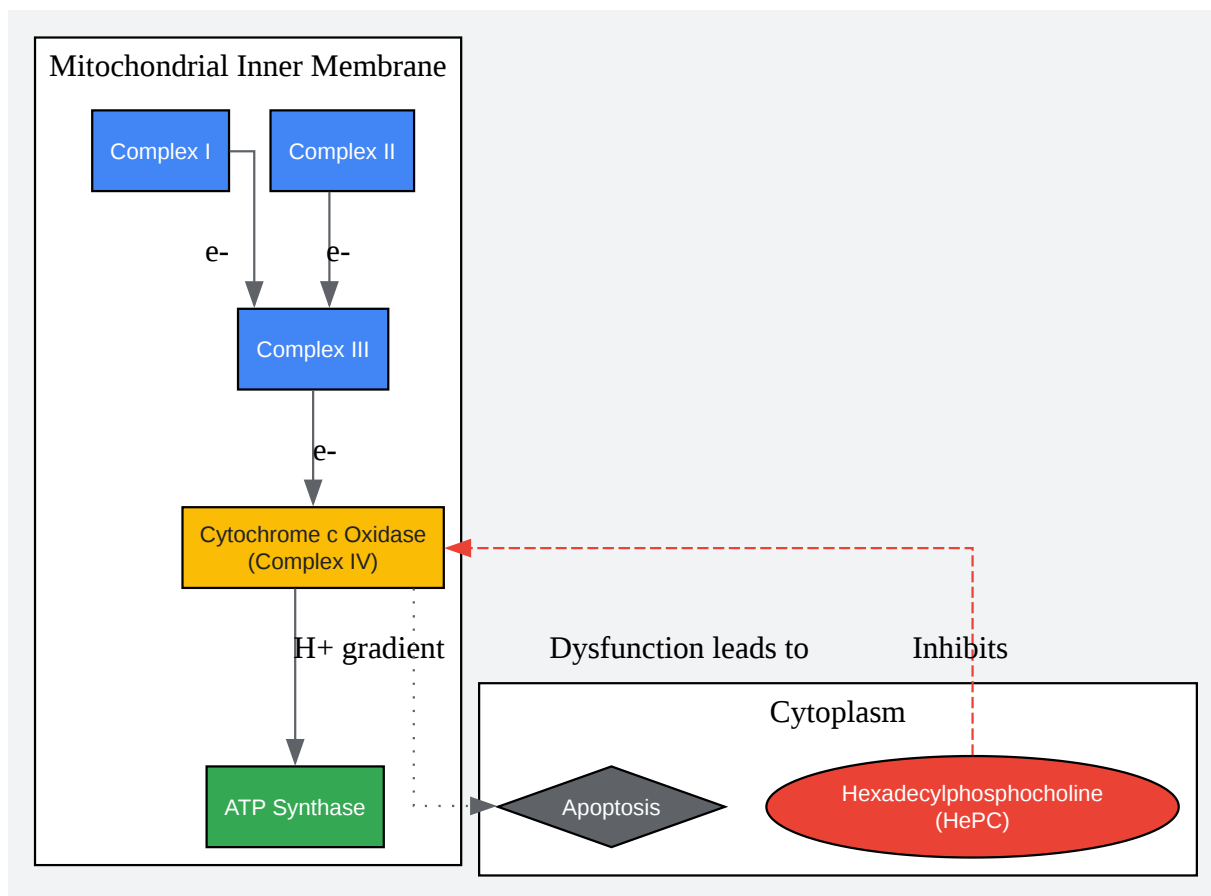 Mitochondrial Inner Membrane
Complex I
Complex II
e-
e-
Complex III
e-
Cytochrome c Oxidase
(Complex IV)
H+ gradient
Dysfunction leads to
Inhibits
Cytoplasm
ATP Synthase
Apoptosis
Hexadecylphosphocholine
(HePC)